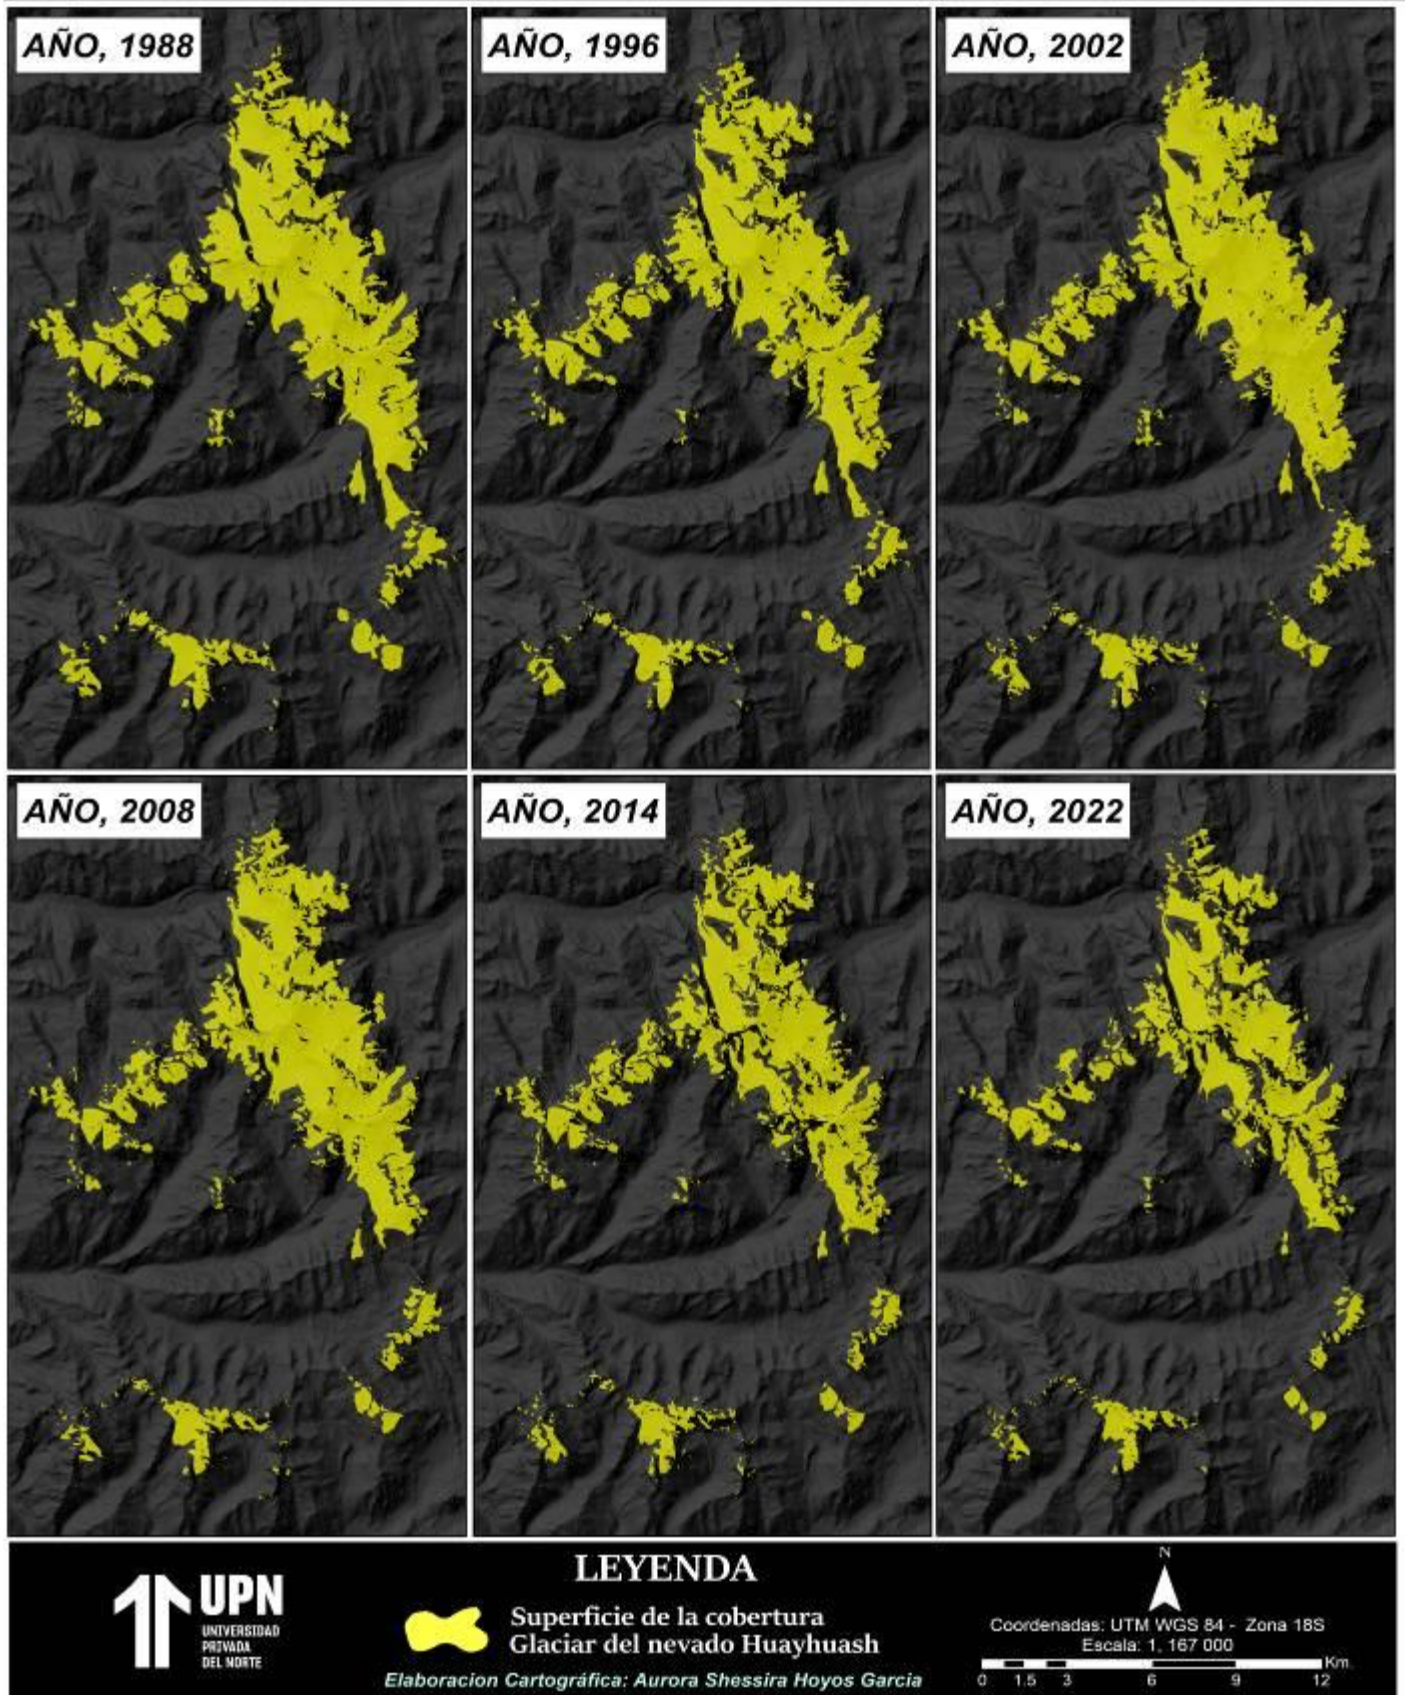 AÑO, 1988
AÑO, 1996
AÑO, 2002
AÑO, 2008
AÑO, 2014
AÑO, 2022
UPN
UNIVERSIDAD
PRIVADA
DEL NORTE
LEYENDA
Superficie de la cobertura
Glaciar del nevado Huayhuash
Elaboracion Cartográfica: Aurora Shessira Hoyos Garcia
N
Coordenadas: UTM WGS 84 - Zona 18S
Escala: 1, 167 000
Km.
0 1.5 3 6 9 12